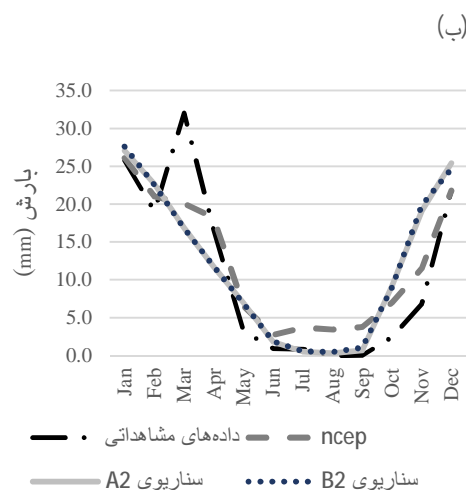 (ب)
35.0
30.0
25.0
20.0
15.0
10.0
5.0
0.0
بارش (mm)
Jan
Feb
Mar
Apr
May
Jun
Jul
Aug
Sep
Oct
Nov
Dec
داده‌های مشاهداتی
ncep
سناریوی A2
سناریوی B2